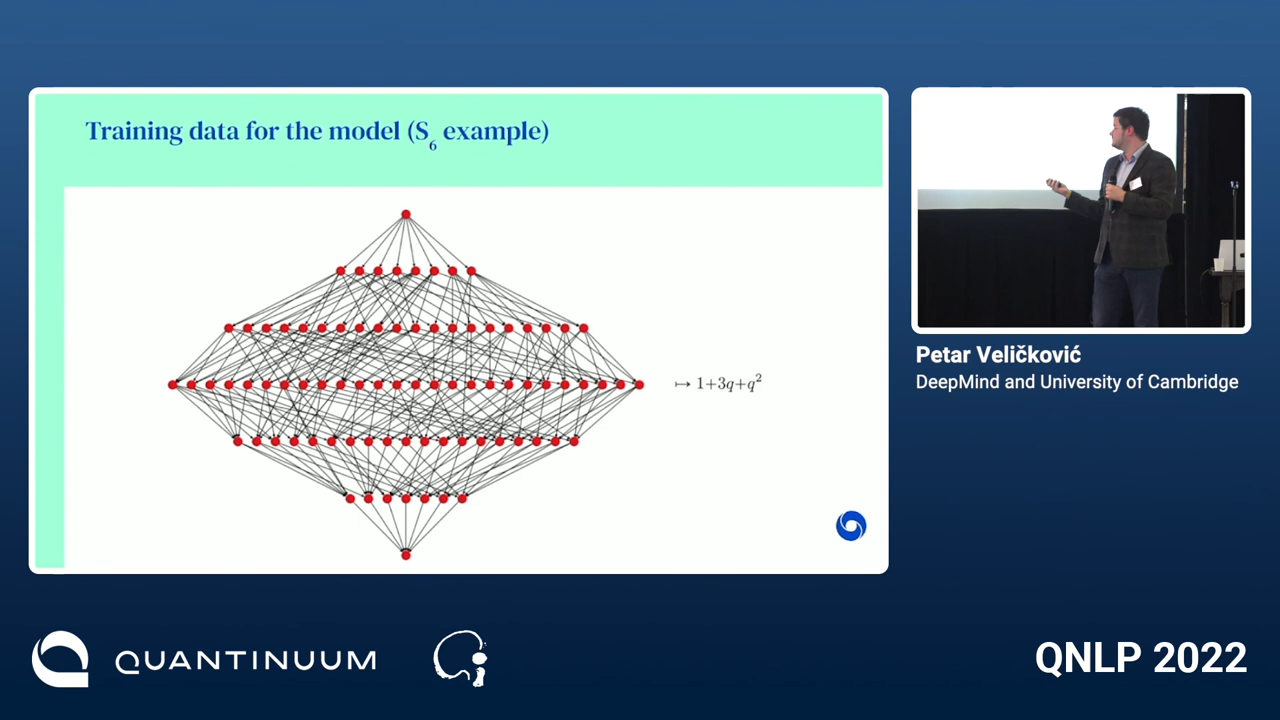 Training data for the model (S₆ example)
↦ 1+3q+q²
Petar Veličković
DeepMind and University of Cambridge
QUANTINUUM
QNLP 2022